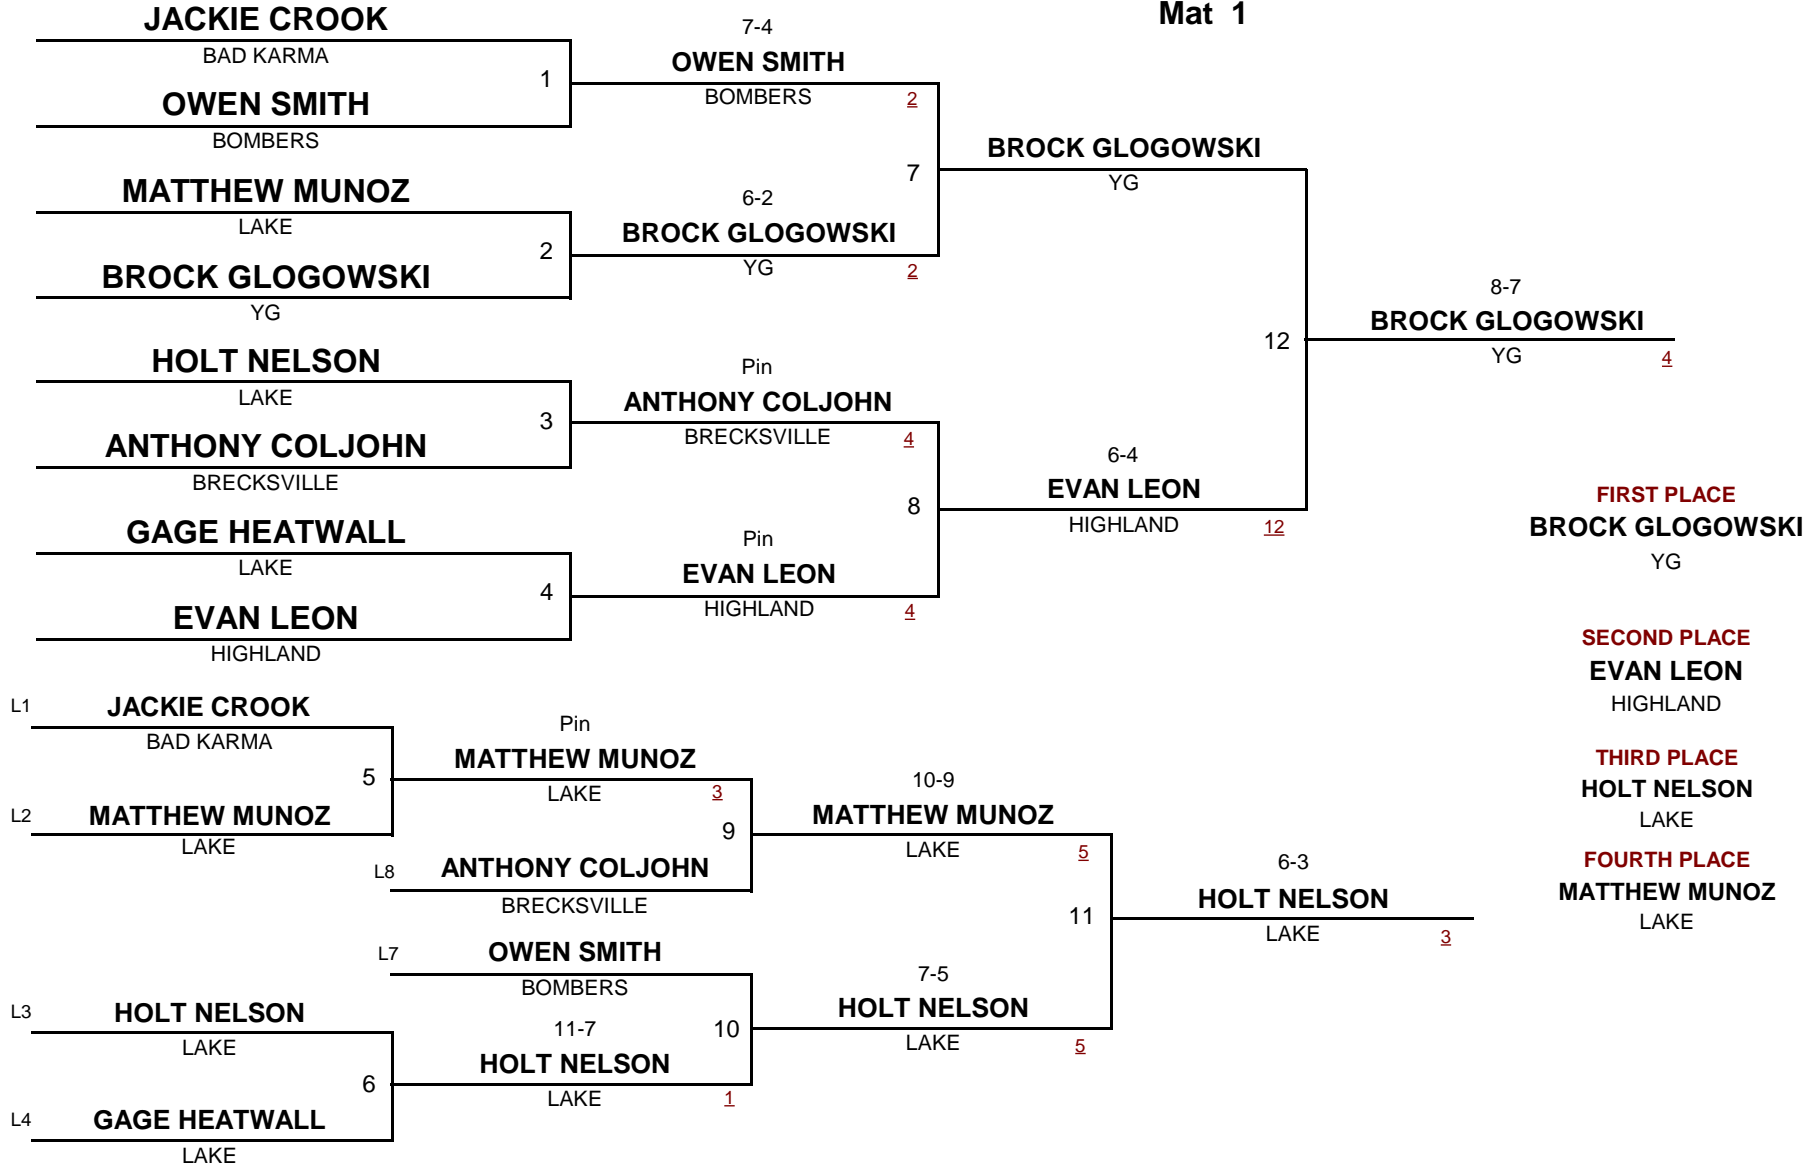 Mat 1
JACKIE CROOK
BAD KARMA
1
OWEN SMITH
BOMBERS
7-4
OWEN SMITH
BOMBERS
2
MATTHEW MUNOZ
LAKE
2
BROCK GLOGOWSKI
YG
6-2
BROCK GLOGOWSKI
YG
2
7
BROCK GLOGOWSKI
YG
HOLT NELSON
LAKE
3
ANTHONY COLJOHN
BRECKSVILLE
Pin
ANTHONY COLJOHN
BRECKSVILLE
4
GAGE HEATWALL
LAKE
4
EVAN LEON
HIGHLAND
Pin
EVAN LEON
HIGHLAND
4
8
6-4
EVAN LEON
HIGHLAND
12
12
8-7
BROCK GLOGOWSKI
YG
4
FIRST PLACE
BROCK GLOGOWSKI
YG
SECOND PLACE
EVAN LEON
HIGHLAND
THIRD PLACE
HOLT NELSON
LAKE
FOURTH PLACE
MATTHEW MUNOZ
LAKE
L1
JACKIE CROOK
BAD KARMA
5
L2
MATTHEW MUNOZ
LAKE
Pin
MATTHEW MUNOZ
LAKE
3
9
L8
ANTHONY COLJOHN
BRECKSVILLE
10-9
MATTHEW MUNOZ
LAKE
5
L7
OWEN SMITH
BOMBERS
L3
HOLT NELSON
LAKE
6
L4
GAGE HEATWALL
LAKE
11-7
HOLT NELSON
LAKE
1
10
7-5
HOLT NELSON
LAKE
5
11
6-3
HOLT NELSON
LAKE
3